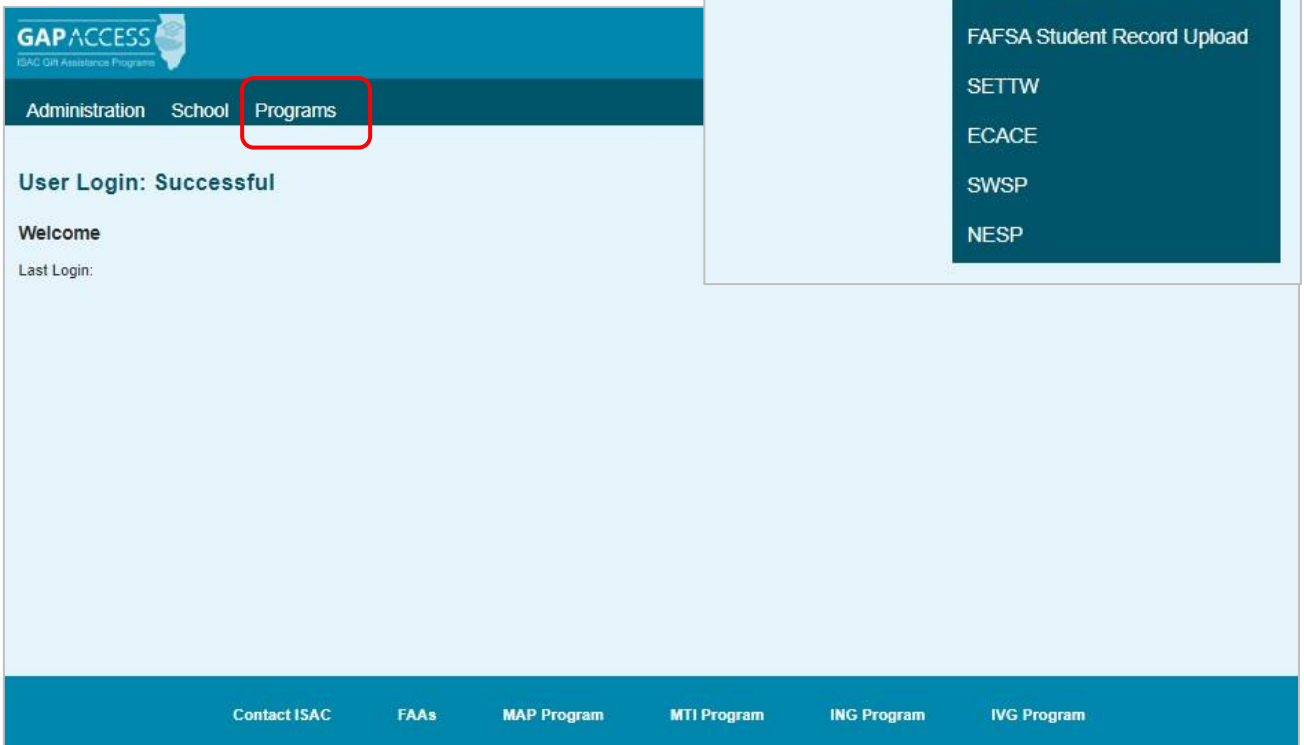 GAP ACCESS
ISAC Gift Assistance Programs
Administration School Programs
User Login: Successful
Welcome
Last Login:
FAFSA Student Record Upload
SETTW
ECACE
SWSP
NESP
Contact ISAC FAAs MAP Program MTI Program ING Program IVG Program